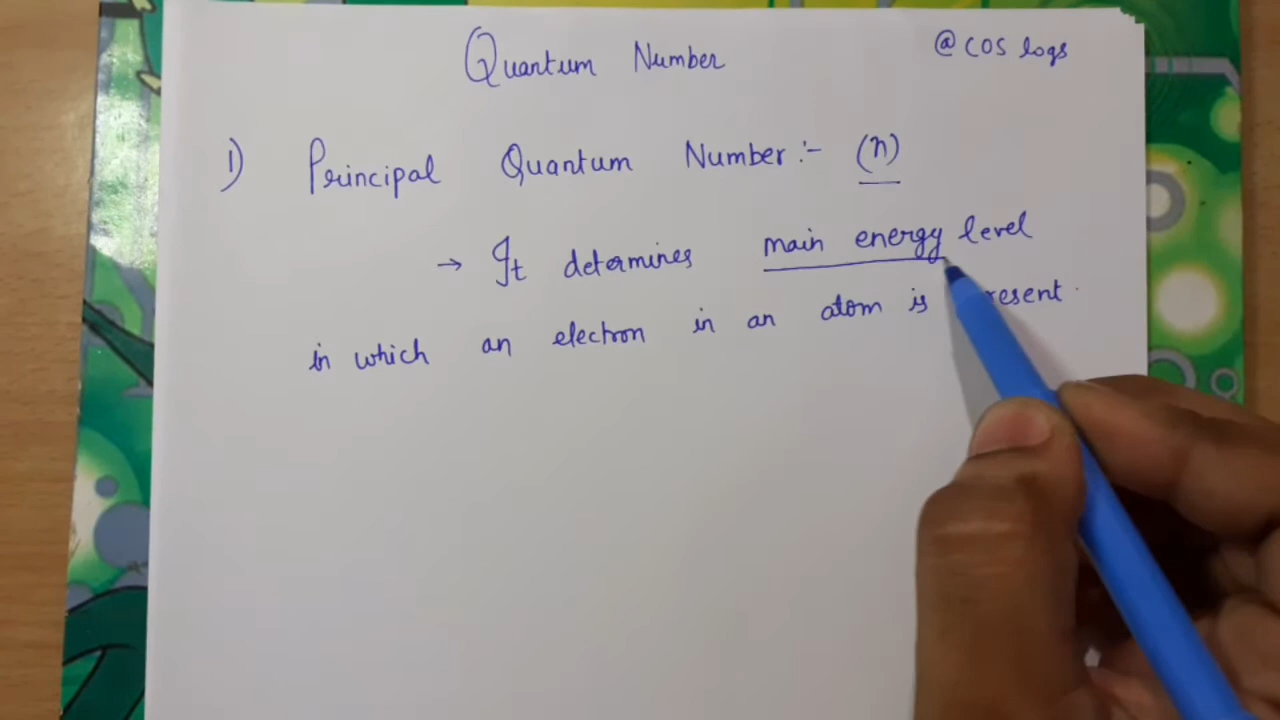 Quantum Number
@ COS logs
1) Principal Quantum Number :- (n)
→ It determines main energy level
in which an electron in an atom is